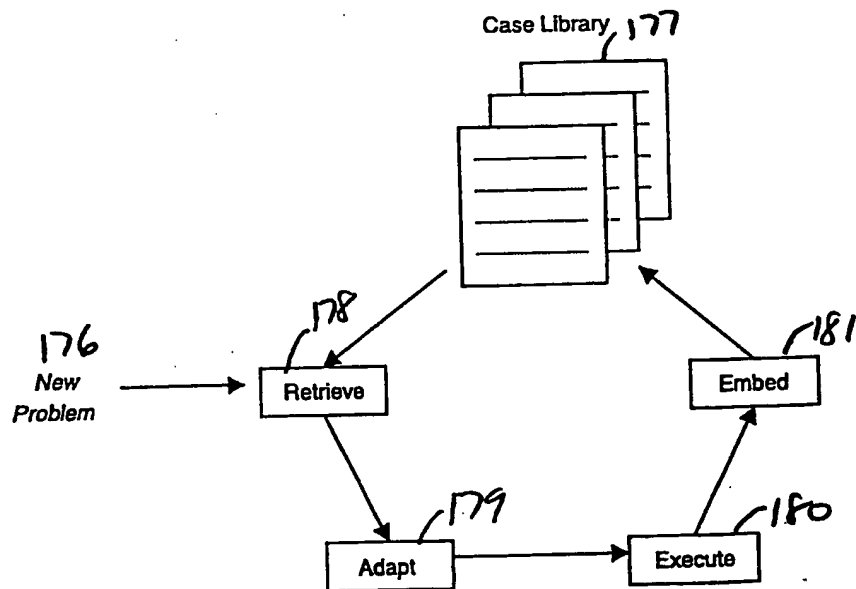 Case Library 177
178
176
New
Problem
Retrieve
181
Embed
179
Adapt
180
Execute